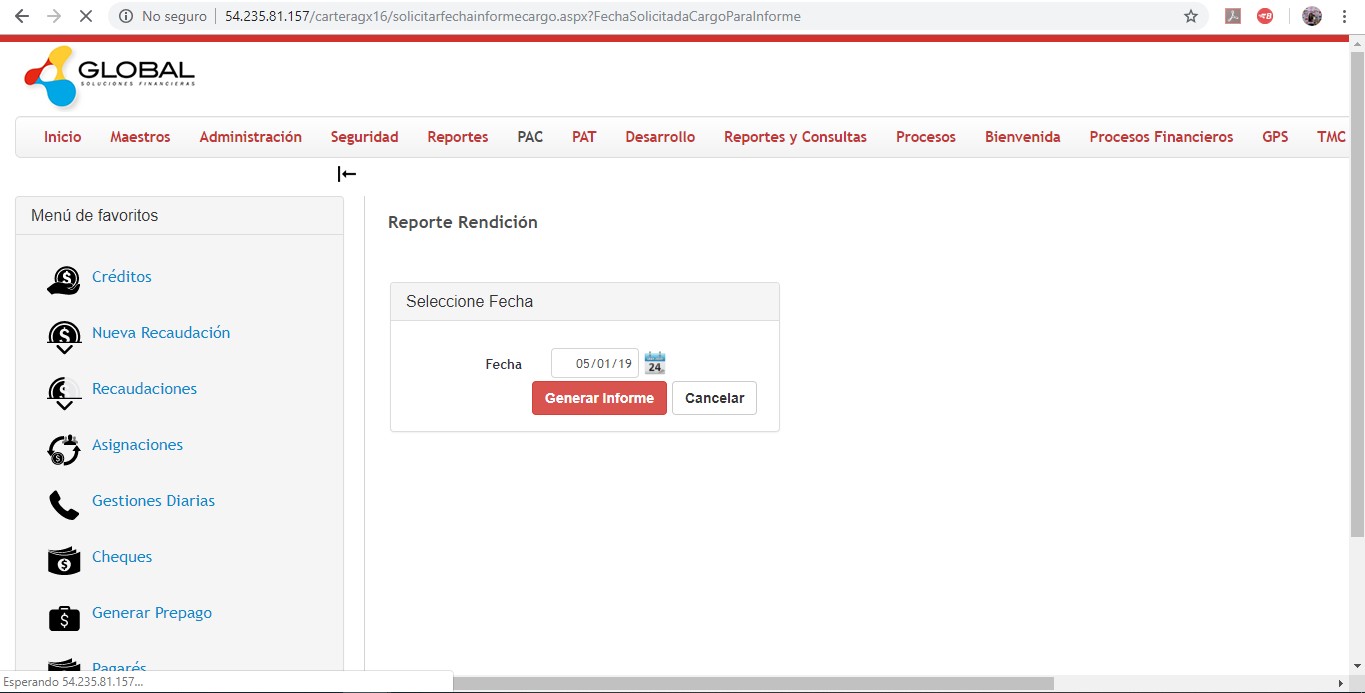 No seguro
54.235.81.157/carteragx16/solicitarfechainformecargo.aspx?FechaSolicitadaCargoParaInforme
GLOBAL
SOLUCIONES FINANCIERAS
Inicio Maestros Administración Seguridad Reportes PAC PAT Desarrollo Reportes y Consultas Procesos Bienvenida Procesos Financieros GPS TMC
Menú de favoritos
Créditos
Nueva Recaudación
Recaudaciones
Asignaciones
Gestiones Diarias
Cheques
Generar Prepago
Pagarés
Reporte Rendición
Seleccione Fecha
Fecha 05/01/19 24
Generar Informe Cancelar
Esperando 54.235.81.157...